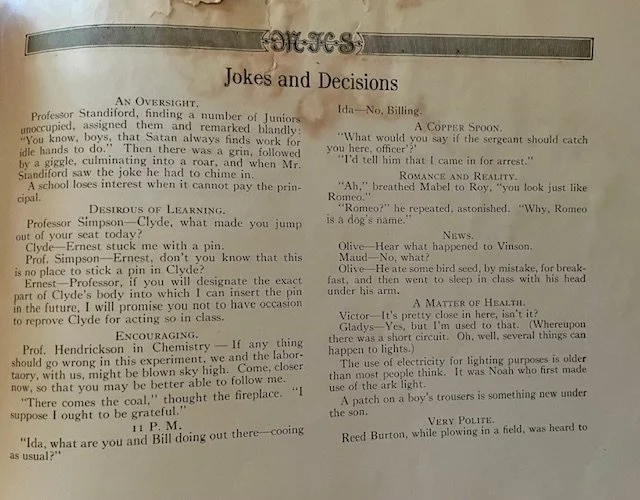 M-H-S
Jokes and Decisions
AN OVERSIGHT.
Professor Standiford, finding a number of Juniors
unoccupied, assigned them and remarked blandly:
"You know, boys, that Satan always finds work for
idle hands to do." Then there was a grin, followed
by a giggle, culminating into a roar, and when Mr.
Standiford saw the joke he had to chime in.
A school loses interest when it cannot pay the prin-
cipal.
DESIROUS OF LEARNING.
Professor Simpson—Clyde, what made you jump
out of your seat today?
Clyde—Ernest stuck me with a pin.
Prof. Simpson—Ernest, don't you know that this
is no place to stick a pin in Clyde?
Ernest—Professor, if you will designate the exact
part of Clyde's body into which I can insert the pin
in the future, I will promise you not to have occasion
to reprove Clyde for acting so in class.
ENCOURAGING.
Prof. Hendrickson in Chemistry — If any thing
should go wrong in this experiment, we and the labor-
taory, with us, might be blown sky high. Come, closer
now, so that you may be better able to follow me.
"There comes the coal," thought the fireplace. "I
suppose I ought to be grateful."
11 P. M.
"Ida, what are you and Bill doing out there—cooing
as usual?"
Ida—No, Billing.
A COPPER SPOON.
"What would you say if the sergeant should catch
you here, officer?'
"I'd tell him that I came in for arrest."
ROMANCE AND REALITY.
"Ah," breathed Mabel to Roy, "you look just like
Romeo."
"Romeo?" he repeated, astonished. "Why, Romeo
is a dog's name."
NEWS.
Olive—Hear what happened to Vinson.
Maud—No, what?
Olive—He ate some bird seed, by mistake, for break-
fast, and then went to sleep in class with his head
under his arm.
A MATTER OF HEALTH.
Victor—It's pretty close in here, isn't it?
Gladys—Yes, but I'm used to that. (Whereupon
there was a short circuit. Oh, well, several things can
happen to lights.)
The use of electricity for lighting purposes is older
than most people think. It was Noah who first made
use of the ark light.
A patch on a boy's trousers is something new under
the son.
VERY POLITE.
Reed Burton, while plowing in a field, was heard to